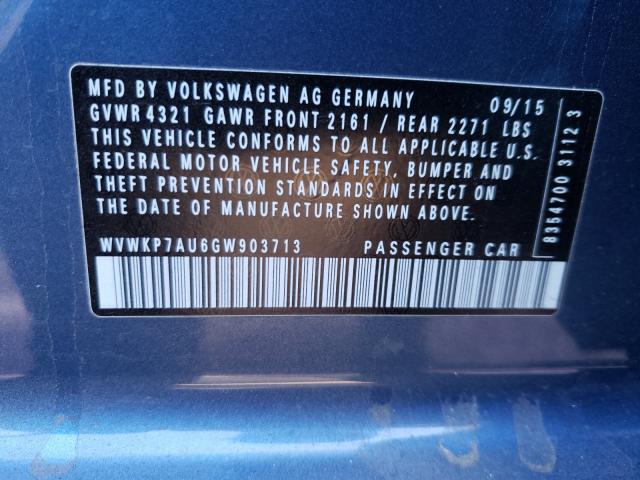 MFD BY VOLKSWAGEN AG GERMANY 09/15
GVWR 4321 GAWR FRONT 2161 / REAR 2271 LBS
THIS VEHICLE CONFORMS TO ALL APPLICABLE U.S.
FEDERAL MOTOR VEHICLE SAFETY, BUMPER AND
THEFT PREVENTION STANDARDS IN EFFECT ON
THE DATE OF MANUFACTURE SHOWN ABOVE.
WVWKP7AU6GW903713 PASSENGER CAR
8354700 3112 3